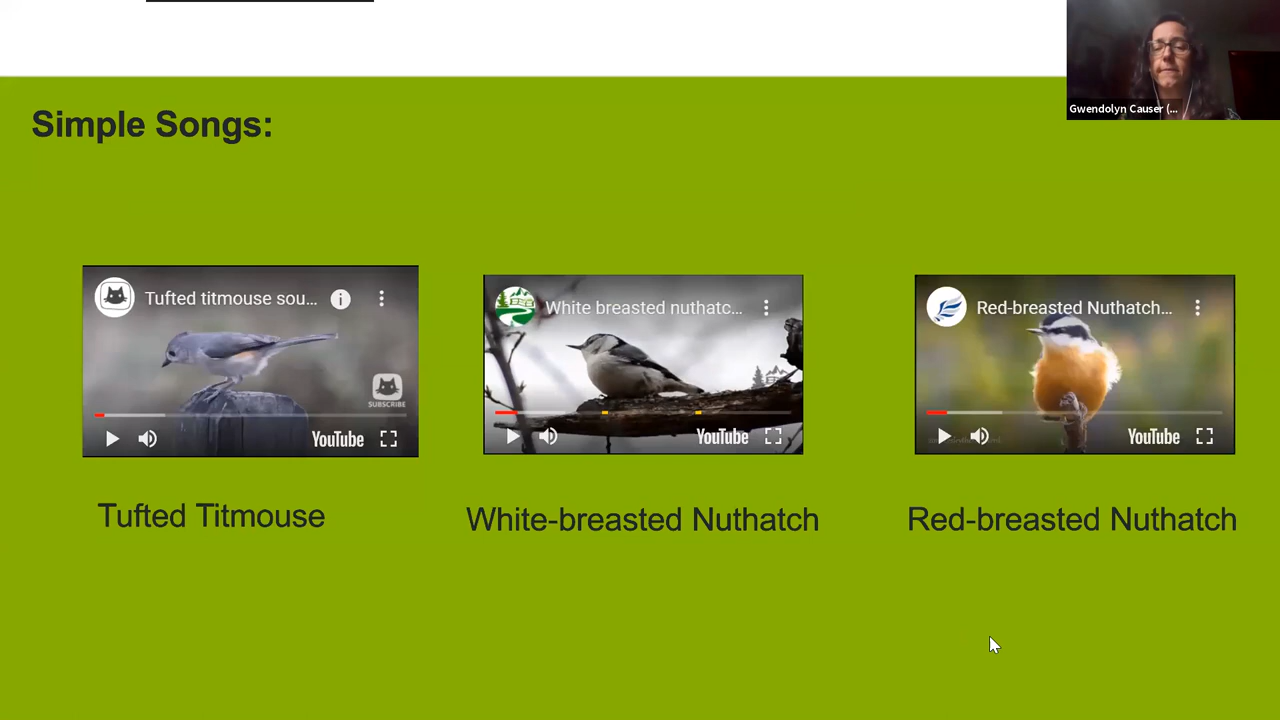 Gwendolyn Causer (...
Simple Songs:
Tufted titmouse sou...
White breasted nuthatc...
Red-breasted Nuthatch...
SUBSCRIBE
YouTube
YouTube
YouTube
Tufted Titmouse
White-breasted Nuthatch
Red-breasted Nuthatch